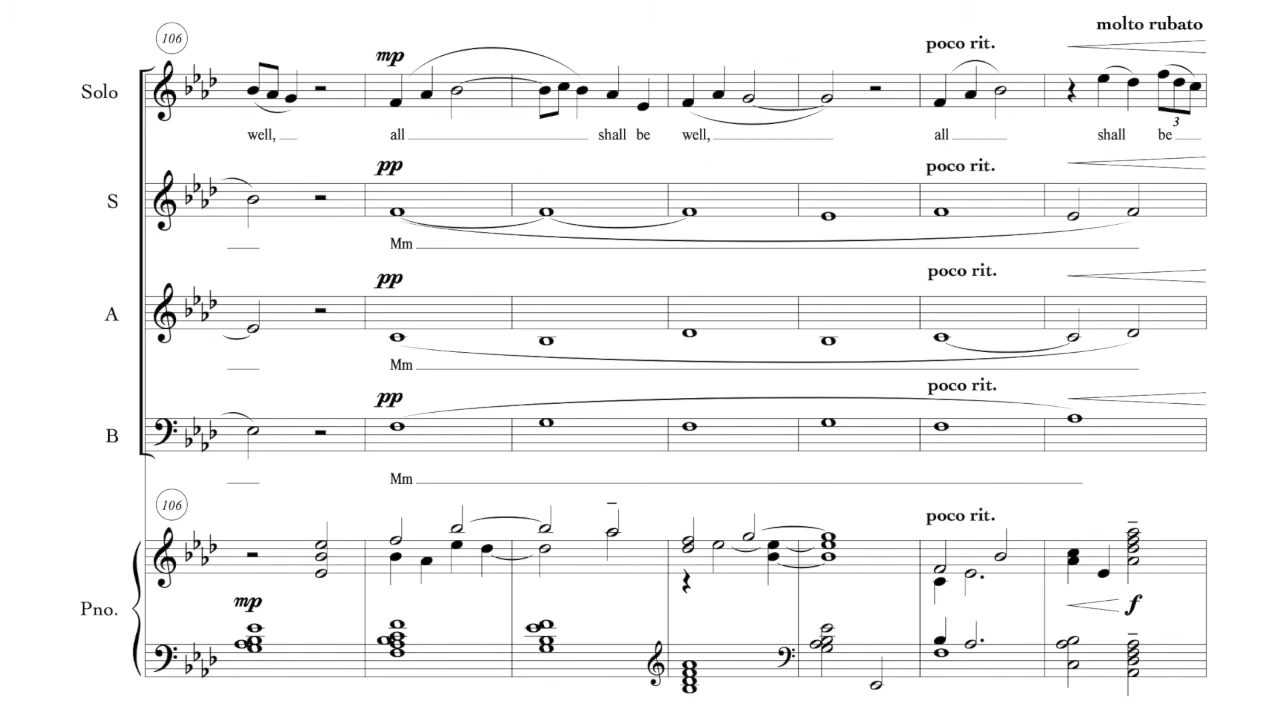 molto rubato
106
mp
poco rit.
Solo
3
well, all shall be well, all shall be
pp
poco rit.
S
Mm
pp
poco rit.
A
Mm
pp
poco rit.
B
Mm
106
poco rit.
mp
f
Pno.